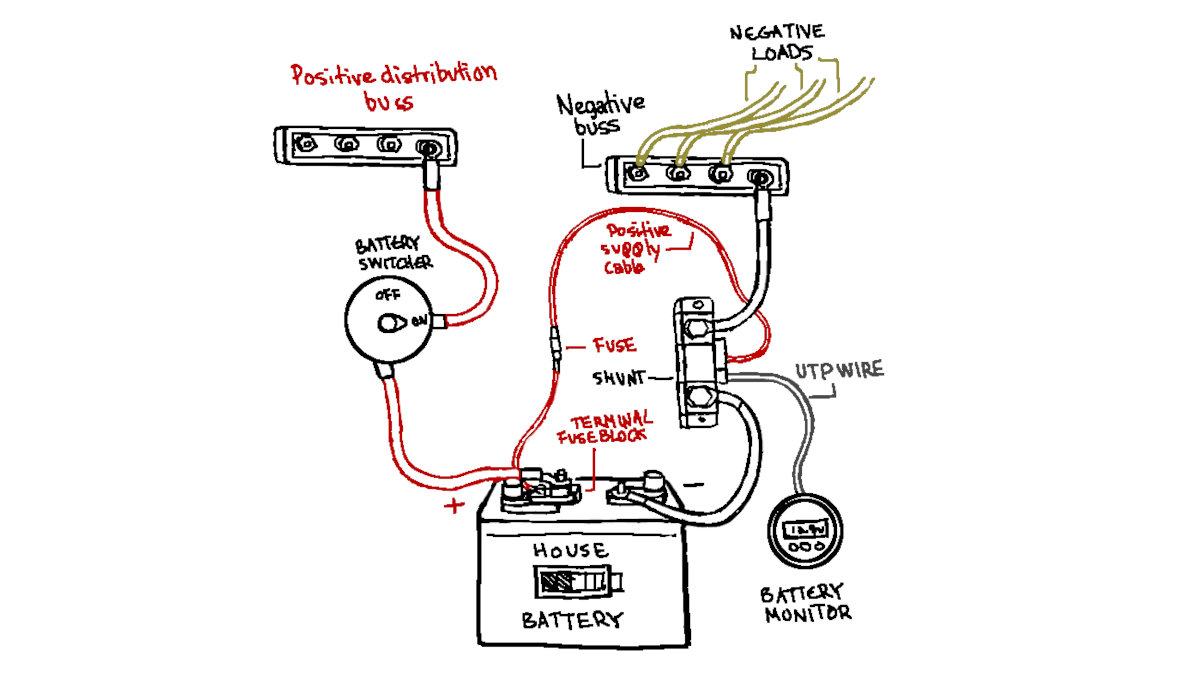 NEGATIVE
LOADS
Positive distribution
buss
Negative
buss
Positive
supply
cable
BATTERY
SWITCHER
OFF
ON
FUSE
SHUNT
UTP WIRE
TERMINAL
FUSEBLOCK
+
-
12.9V
HOUSE
BATTERY
BATTERY
MONITOR